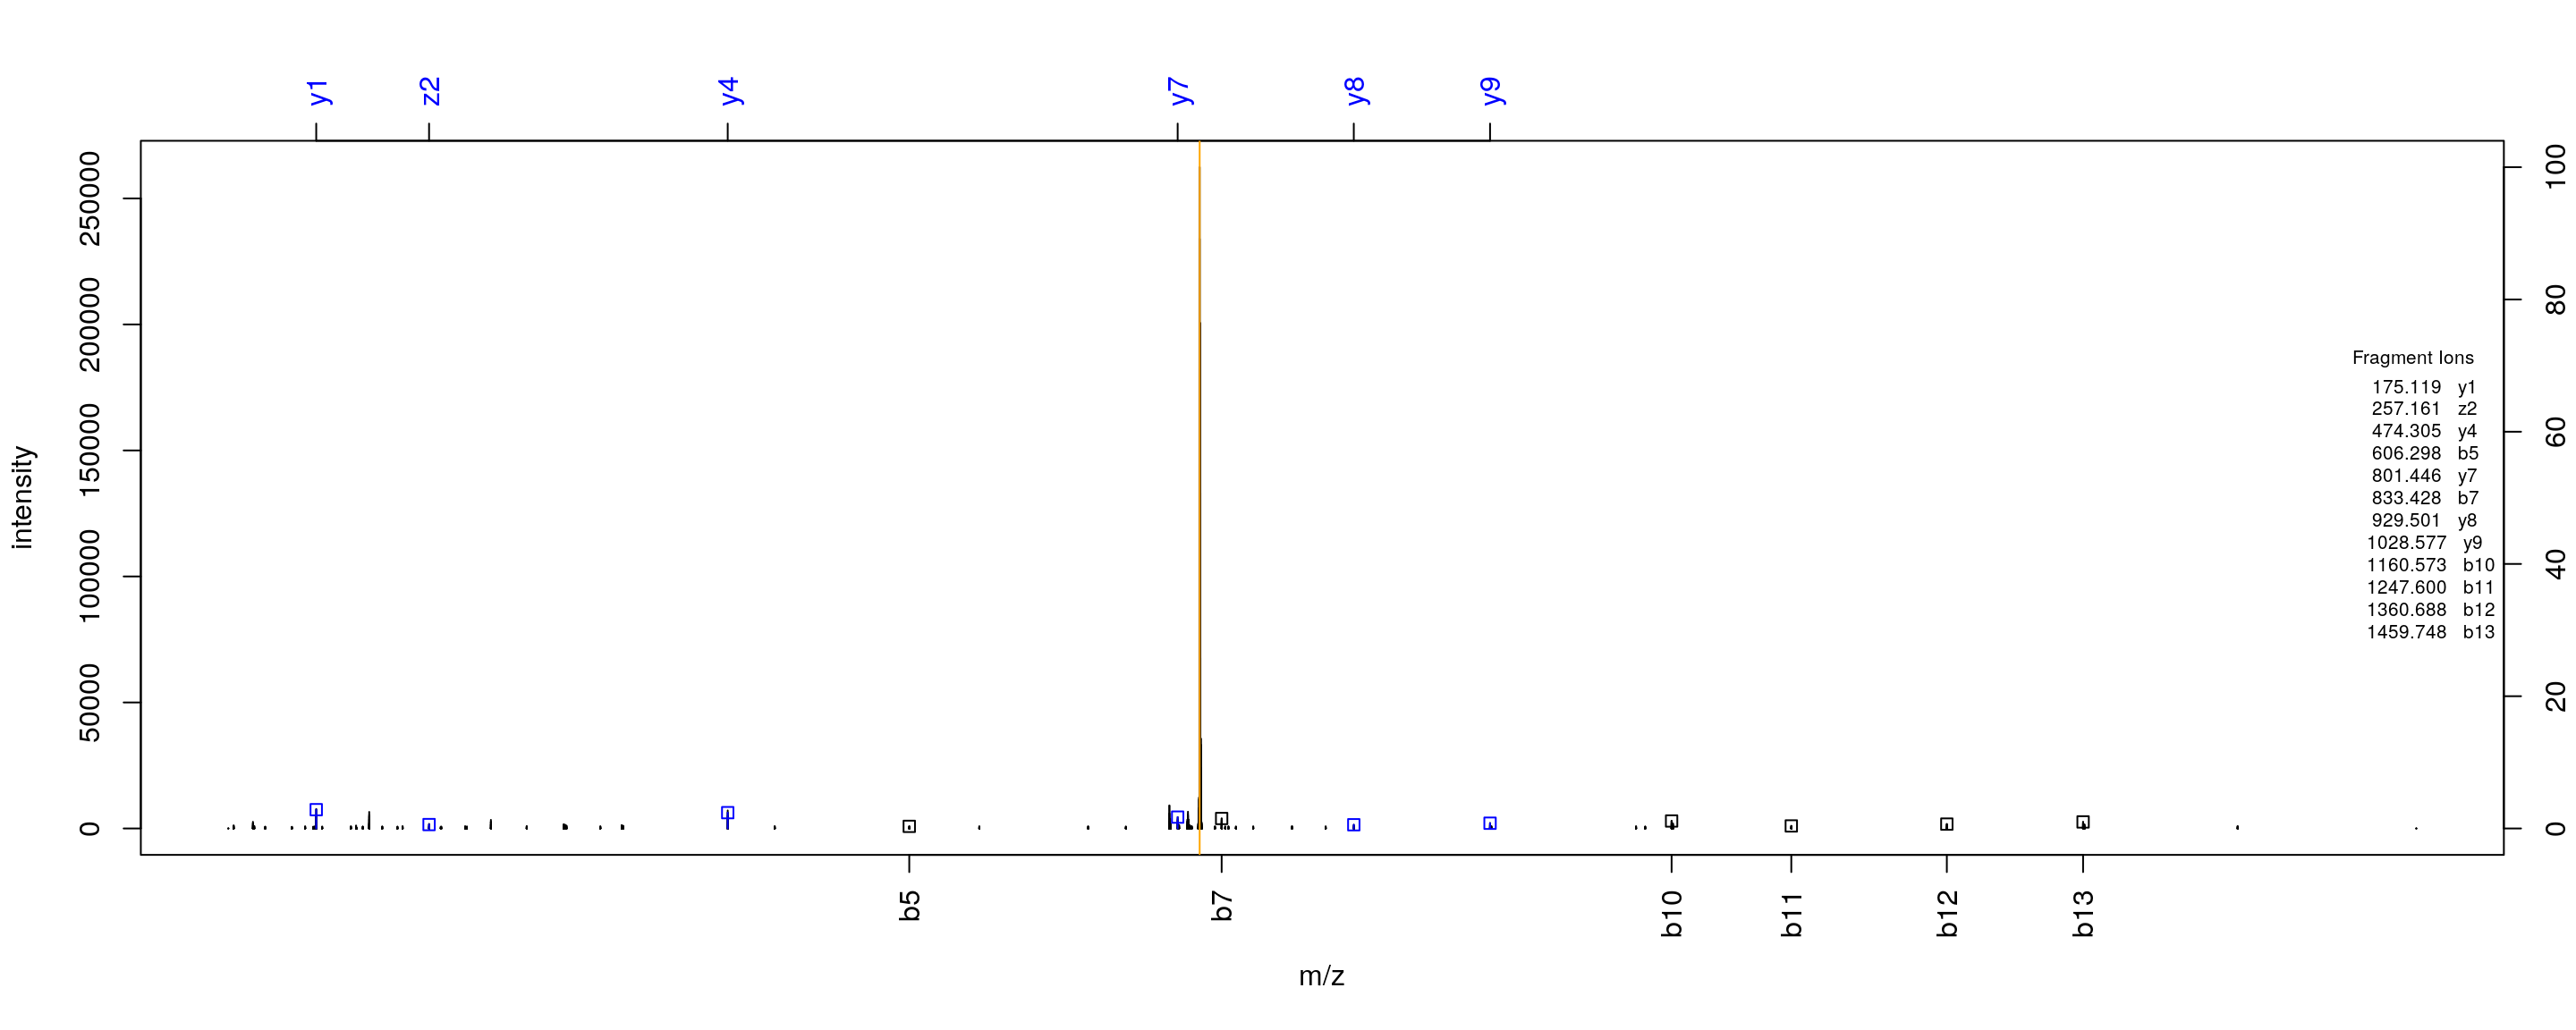 y1 z2 y4 y7 y8 y9
250000
200000
150000
100000
50000
0
intensity
100
80
60
40
20
0
Fragment Ions
175.119 y1
257.161 z2
474.305 y4
606.298 b5
801.446 y7
833.428 b7
929.501 y8
1028.577 y9
1160.573 b10
1247.600 b11
1360.688 b12
1459.748 b13
b5 b7 b10 b11 b12 b13
m/z